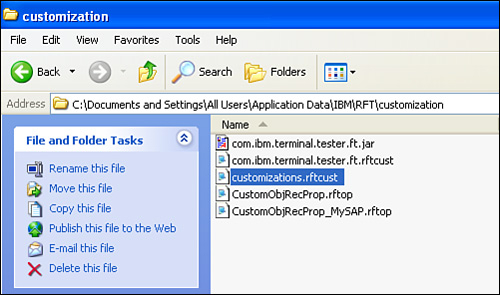 customization
File Edit View Favorites Tools Help
Back Search Folders
Address C:\Documents and Settings\All Users\Application Data\IBM\RFT\customization
File and Folder Tasks
Rename this file
Move this file
Copy this file
Publish this file to the Web
E-mail this file
Delete this file
Name
com.ibm.terminal.tester.ft.jar
com.ibm.terminal.tester.ft.rftcust
customizations.rftcust
CustomObjRecProp.rftop
CustomObjRecProp_MySAP.rftop